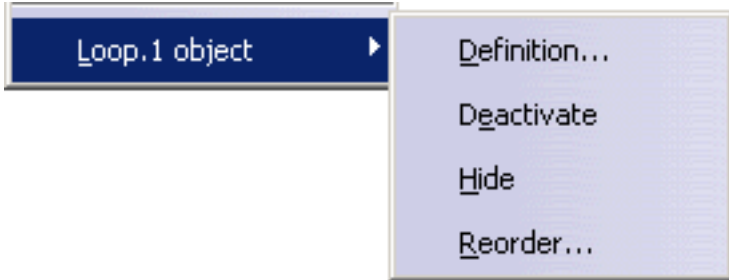 Loop.1 object
Definition...
Deactivate
Hide
Reorder...